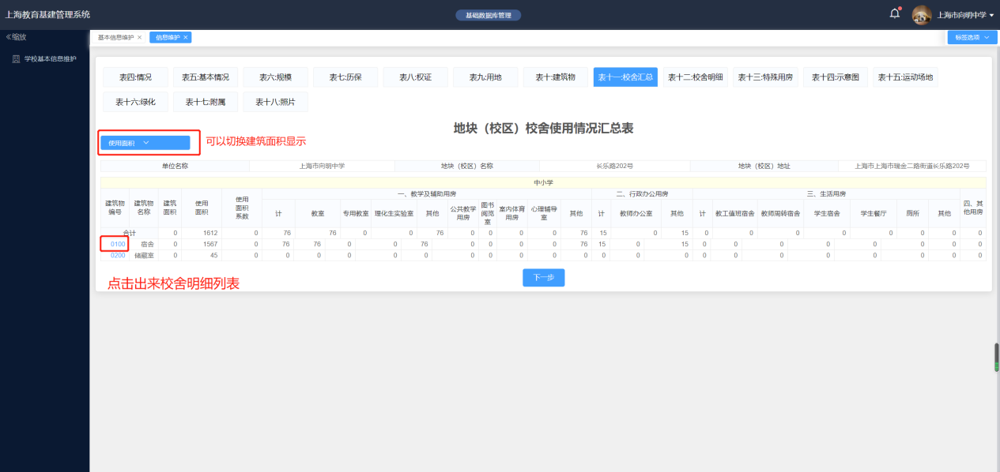 上海教育基建管理系统
基础数据库管理
上海市向明中学
缩放
基本信息维护 ×
信息维护 ×
标签选项
学校基本信息维护
表四:情况 表五:基本情况 表六:规模 表七:历保 表八:权证 表九:用地 表十:建筑物 表十一:校舍汇总 表十二:校舍明细 表十三:特殊用房 表十四:示意图 表十五:运动场地
表十六:绿化 表十七:附属 表十八:照片
地块（校区）校舍使用情况汇总表
使用面积
可以切换建筑面积显示
单位名称 上海市向明中学 地块（校区）名称 长乐路202号 地块（校区）地址 上海市上海市瑞金二路街道长乐路202号
中小学
建筑物编号 建筑物名称 建筑面积 使用面积 使用面积系数 一、教学及辅助用房 二、行政办公用房 三、生活用房 四、其他用房
计 教室 专用教室 理化生实验室 其他 公共教学用房 图书阅览室 室内体育用房 心理辅导室 其他 计 教师办公室 其他 计 教工值班宿舍 教师周转宿舍 学生宿舍 学生餐厅 厕所 其他
合计 0 1612 0 76 76 0 0 76 0 0 0 0 76 15 0 15 0 0 0 0 0 0 0 0
0100 宿舍 0 1567 0 76 76 0 0 76 0 0 0 0 76 15 0 15 0 0 0 0 0 0 0 0
0200 储藏室 0 45 0 0 0 0 0 0 0 0 0 0 0 0 0 0 0 0 0 0 0 0 0 0
下一步
点击出来校舍明细列表